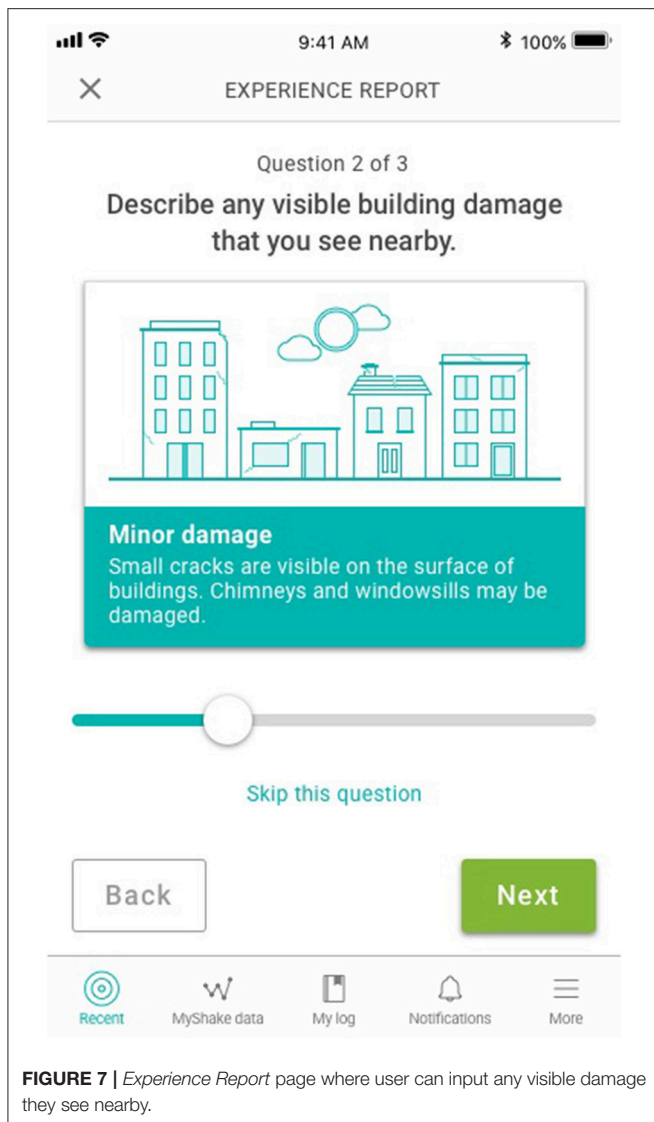 9:41 AM 100%
EXPERIENCE REPORT
Question 2 of 3
Describe any visible building damage
that you see nearby.
Minor damage
Small cracks are visible on the surface of
buildings. Chimneys and windowsills may be
damaged.
Skip this question
Back Next
Recent MyShake data My log Notifications More
FIGURE 7 | Experience Report page where user can input any visible damage
they see nearby.